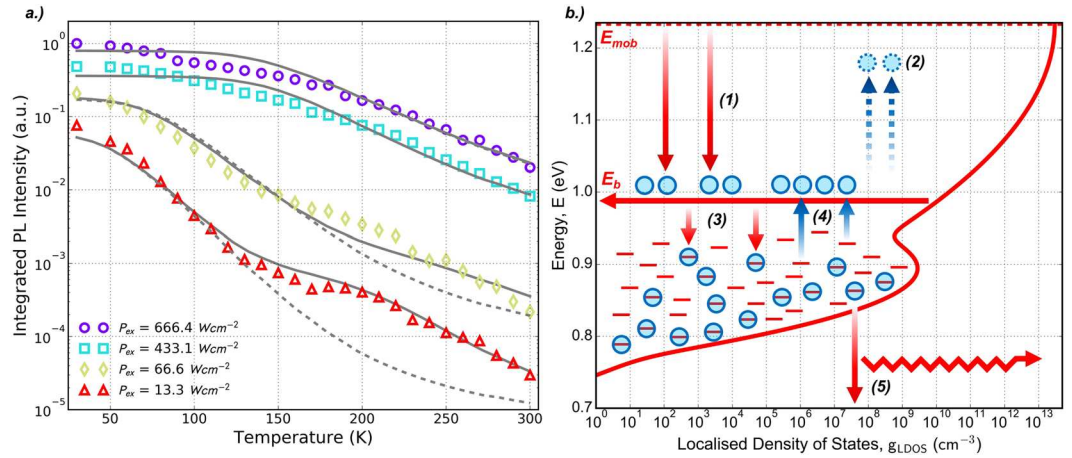 a.)
Integrated PL Intensity (a.u.)
10⁰
10⁻¹
10⁻²
10⁻³
10⁻⁴
10⁻⁵
P_ex = 666.4 Wcm⁻²
P_ex = 433.1 Wcm⁻²
P_ex = 66.6 Wcm⁻²
P_ex = 13.3 Wcm⁻²
50 100 150 200 250 300
Temperature (K)
b.)
Energy, E (eV)
1.2
1.1
1.0
0.9
0.8
0.7
E_mob
(1)
(2)
E_b
(3)
(4)
(5)
10⁰ 10¹ 10² 10³ 10⁴ 10⁵ 10⁶ 10⁷ 10⁸ 10⁹ 10¹⁰ 10¹¹ 10¹² 10¹³
Localised Density of States, g_LDOS (cm⁻³)